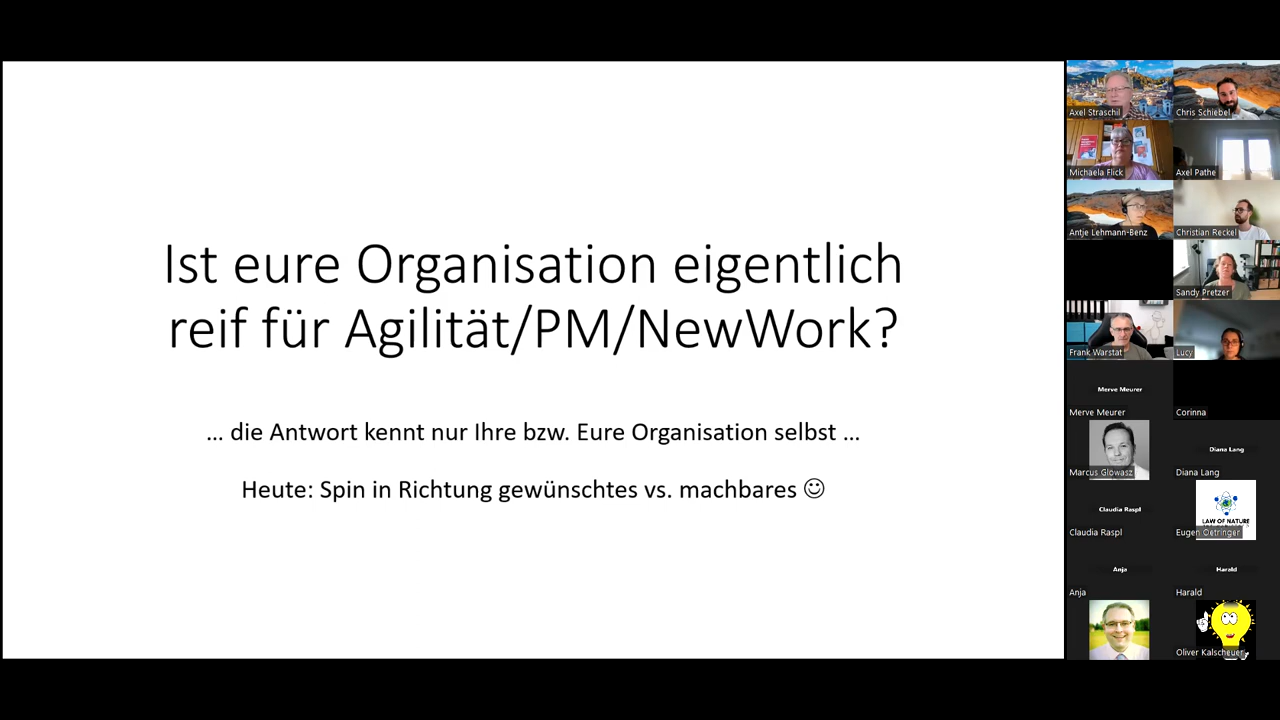 Ist eure Organisation eigentlich
reif für Agilität/PM/NewWork?
... die Antwort kennt nur Ihre bzw. Eure Organisation selbst ...
Heute: Spin in Richtung gewünschtes vs. machbares ☺
Axel Straschil
Chris Schiebel
Michaela Flick
Axel Pathe
Antje Lehmann-Benz
Christian Reckel
Sandy Pretzer
Frank Warstat
Lucy
Merve Meurer
Merve Meurer
Corinna
Marcus Glowasz
Diana Lang
Diana Lang
Claudia Raspl
Claudia Raspl
LAW OF NATURE
Eugen Oetringer
Anja
Anja
Harald
Harald
Oliver Kalscheuer